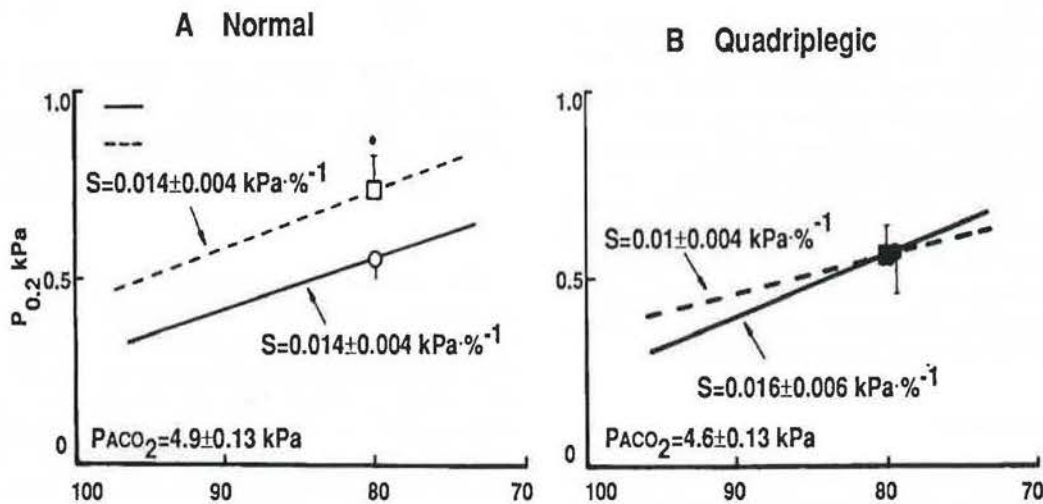 A Normal
B Quadriplegic
1.0
S=0.014±0.004 kPa·%⁻¹
P0.2 kPa
0.5
S=0.014±0.004 kPa·%⁻¹
0
PACO2=4.9±0.13 kPa
100 90 80 70
1.0
S=0.01±0.004 kPa·%⁻¹
0.5
S=0.016±0.006 kPa·%⁻¹
0
PACO2=4.6±0.13 kPa
100 90 80 70